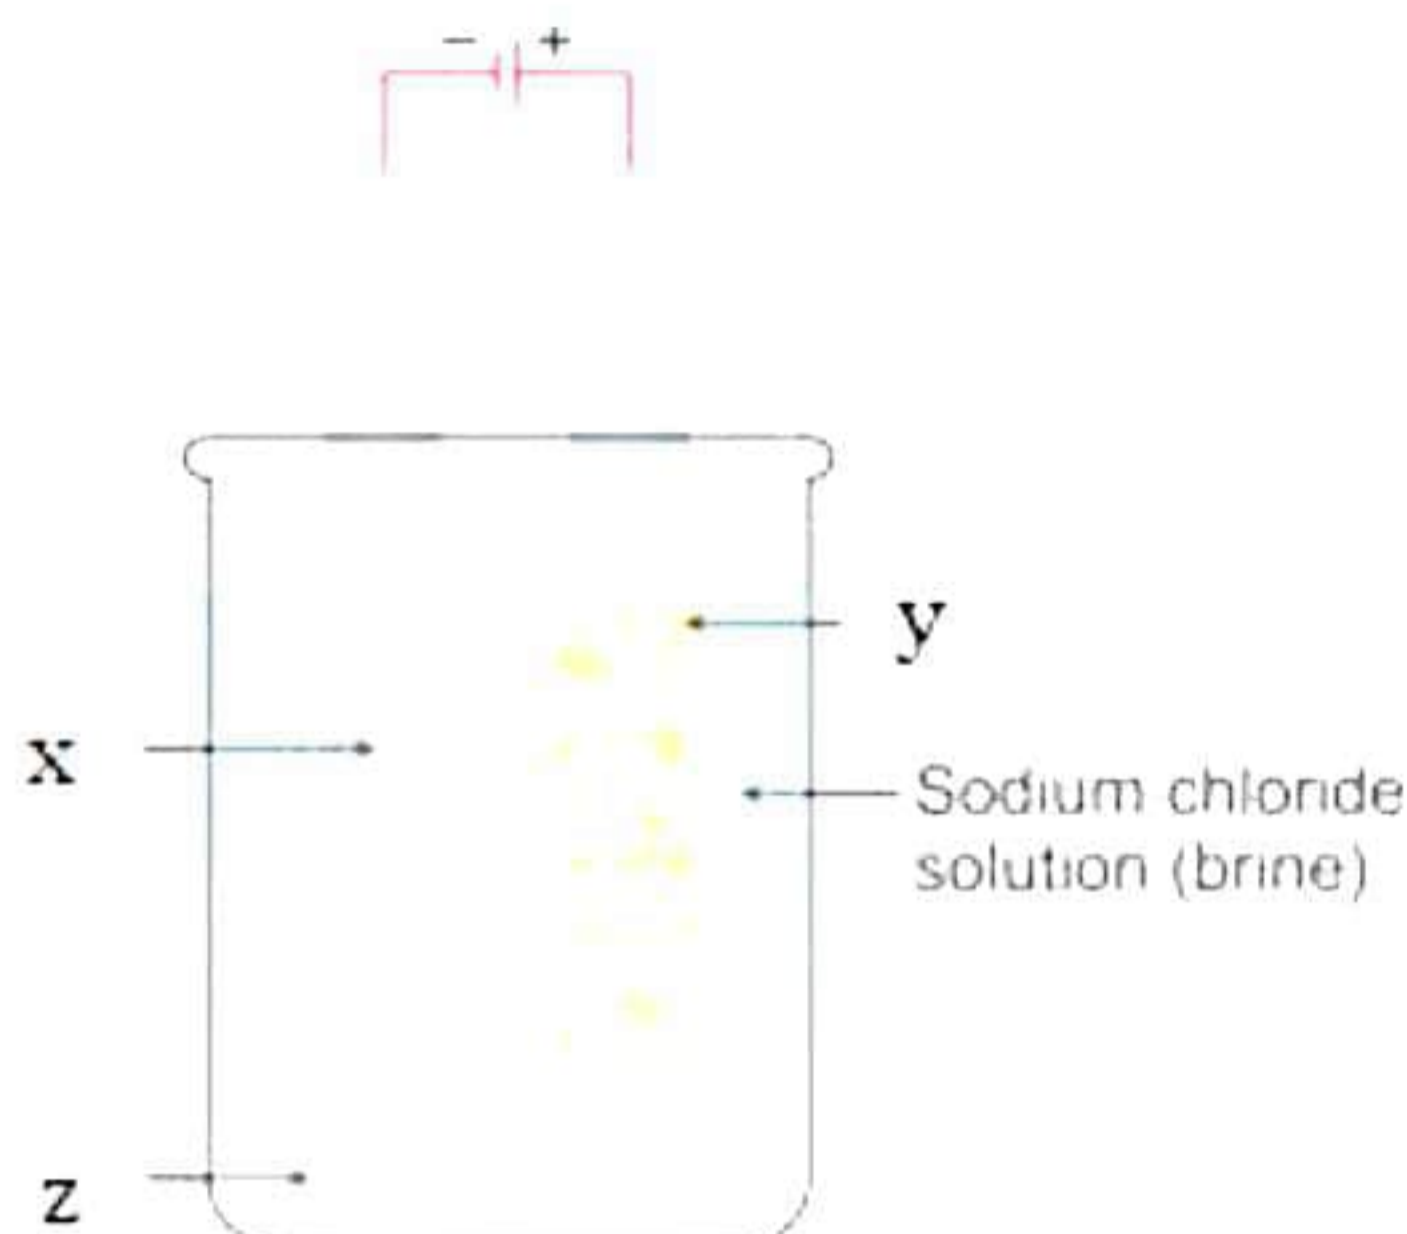 − +
y
x
Sodium chloride
solution (brine)
z